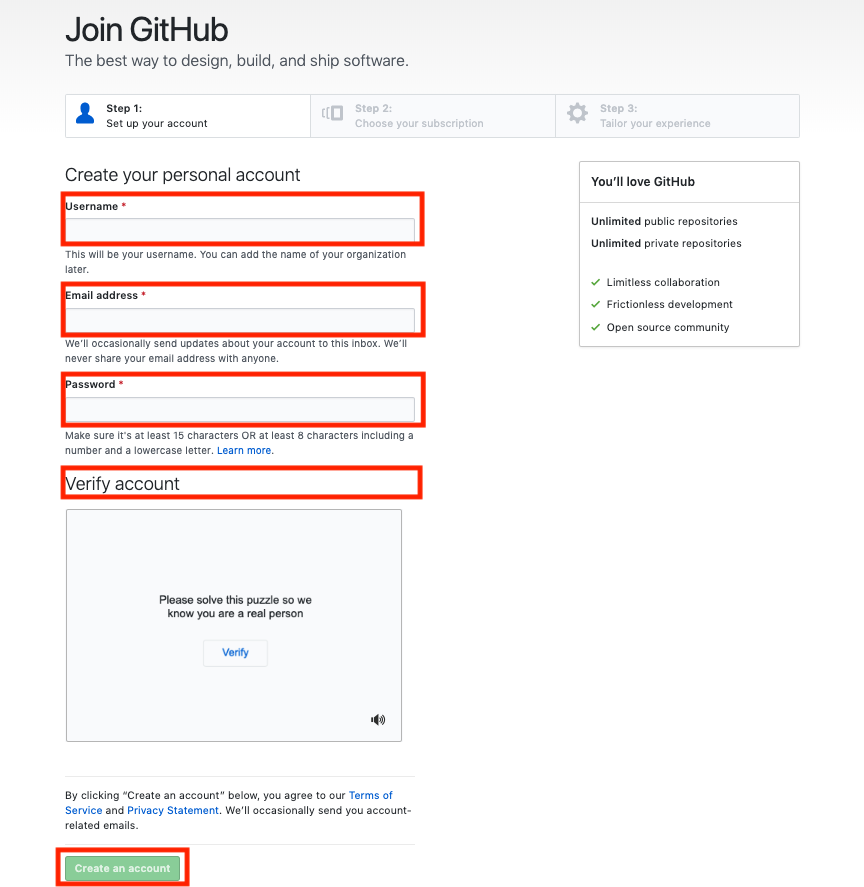 Join GitHub
The best way to design, build, and ship software.
Step 1:
Set up your account
Step 2:
Choose your subscription
Step 3:
Tailor your experience
Create your personal account
Username *
This will be your username. You can add the name of your organization
later.
Email address *
We'll occasionally send updates about your account to this inbox. We'll
never share your email address with anyone.
Password *
Make sure it's at least 15 characters OR at least 8 characters including a
number and a lowercase letter. Learn more.
Verify account
Please solve this puzzle so we
know you are a real person
Verify
By clicking “Create an account” below, you agree to our Terms of
Service and Privacy Statement. We'll occasionally send you account-
related emails.
Create an account
You'll love GitHub
Unlimited public repositories
Unlimited private repositories
Limitless collaboration
Frictionless development
Open source community